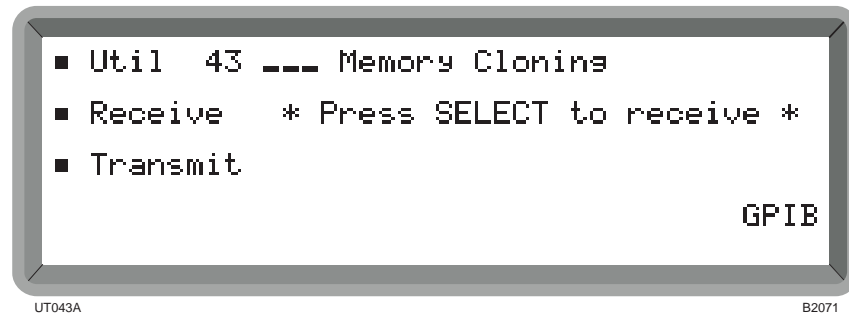 ▪ Util 43 ___ Memory Cloning
▪ Receive * Press SELECT to receive *
▪ Transmit
GPIB
UT043A B2071